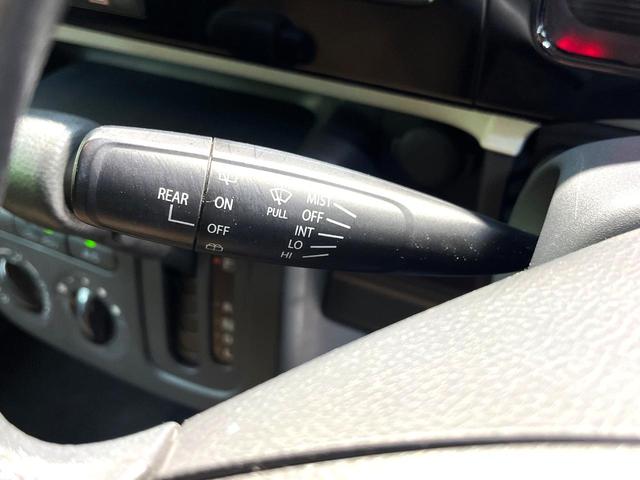 REAR
ON
OFF
PULL
MIST
OFF
INT
LO
HI